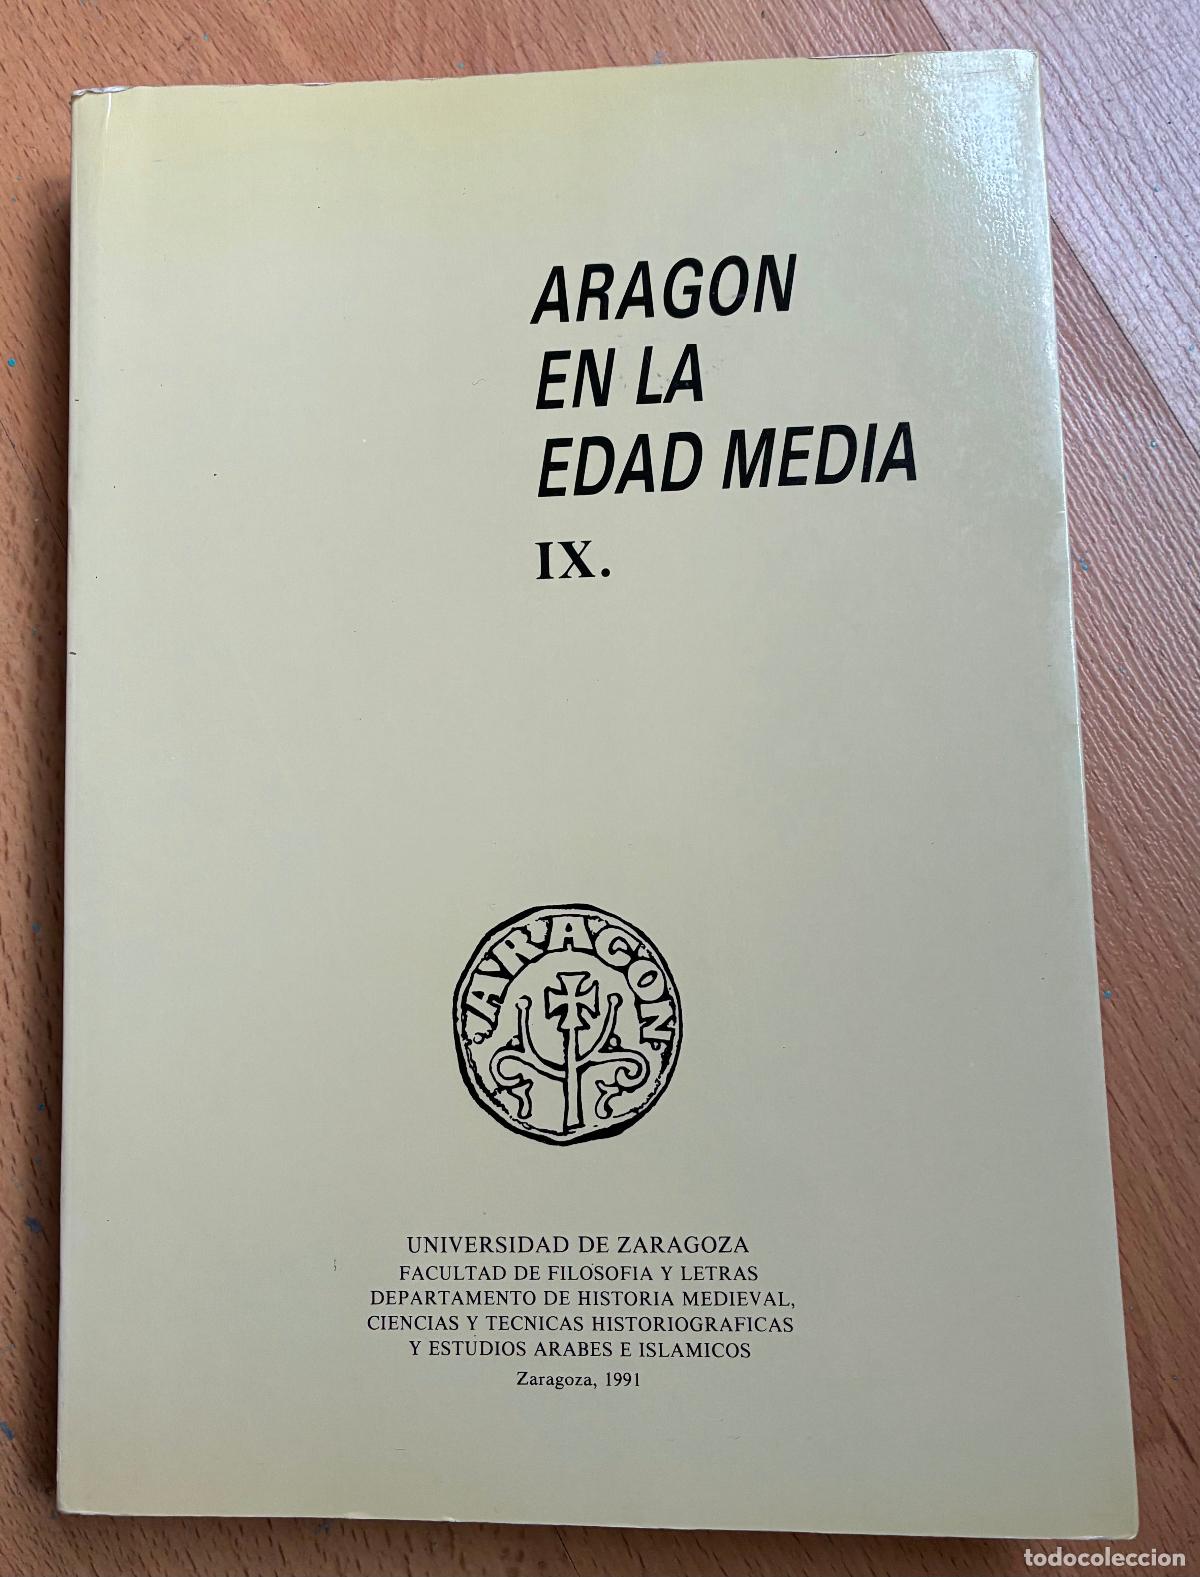 ARAGON
EN LA
EDAD MEDIA
IX.
ARAGON
UNIVERSIDAD DE ZARAGOZA
FACULTAD DE FILOSOFIA Y LETRAS
DEPARTAMENTO DE HISTORIA MEDIEVAL,
CIENCIAS Y TECNICAS HISTORIOGRAFICAS
Y ESTUDIOS ARABES E ISLAMICOS
Zaragoza, 1991
todocoleccion